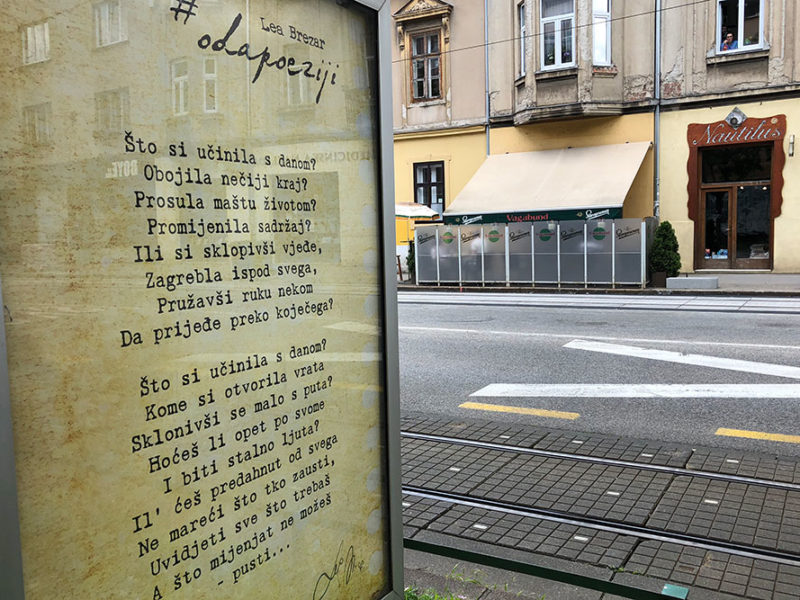 Lea Brezar
#odapoeziji
Što si učinila s danom?
Obojila nečiji kraj?
Prosula maštu životom?
Promijenila sadržaj?
Ili si sklopivši vjeđe,
Zagrebla ispod svega,
Pružavši ruku nekom
Da prijeđe preko koječega?
Što si učinila s danom?
Kome si otvorila vrata
Sklonivši se malo s puta?
Hoćeš li opet po svome
I biti stalno ljuta?
Il' ćeš predahnut od svega
Ne mareći što tko zausti,
Uvidjeti sve što trebaš
A što mijenjat ne možeš
- pusti...
Vagabund
Nautilus